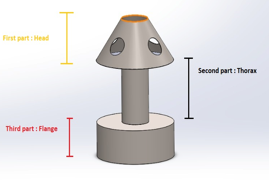 First part : Head
Second part : Thorax
Third part : Flange